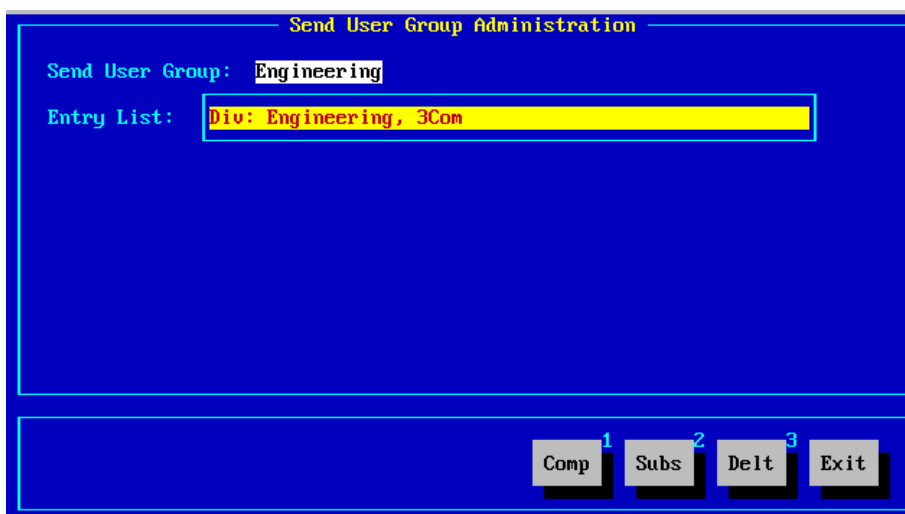 Send User Group Administration
Send User Group: Engineering
Entry List: Div: Engineering, 3Com
1 2 3
Comp Subs Delt Exit